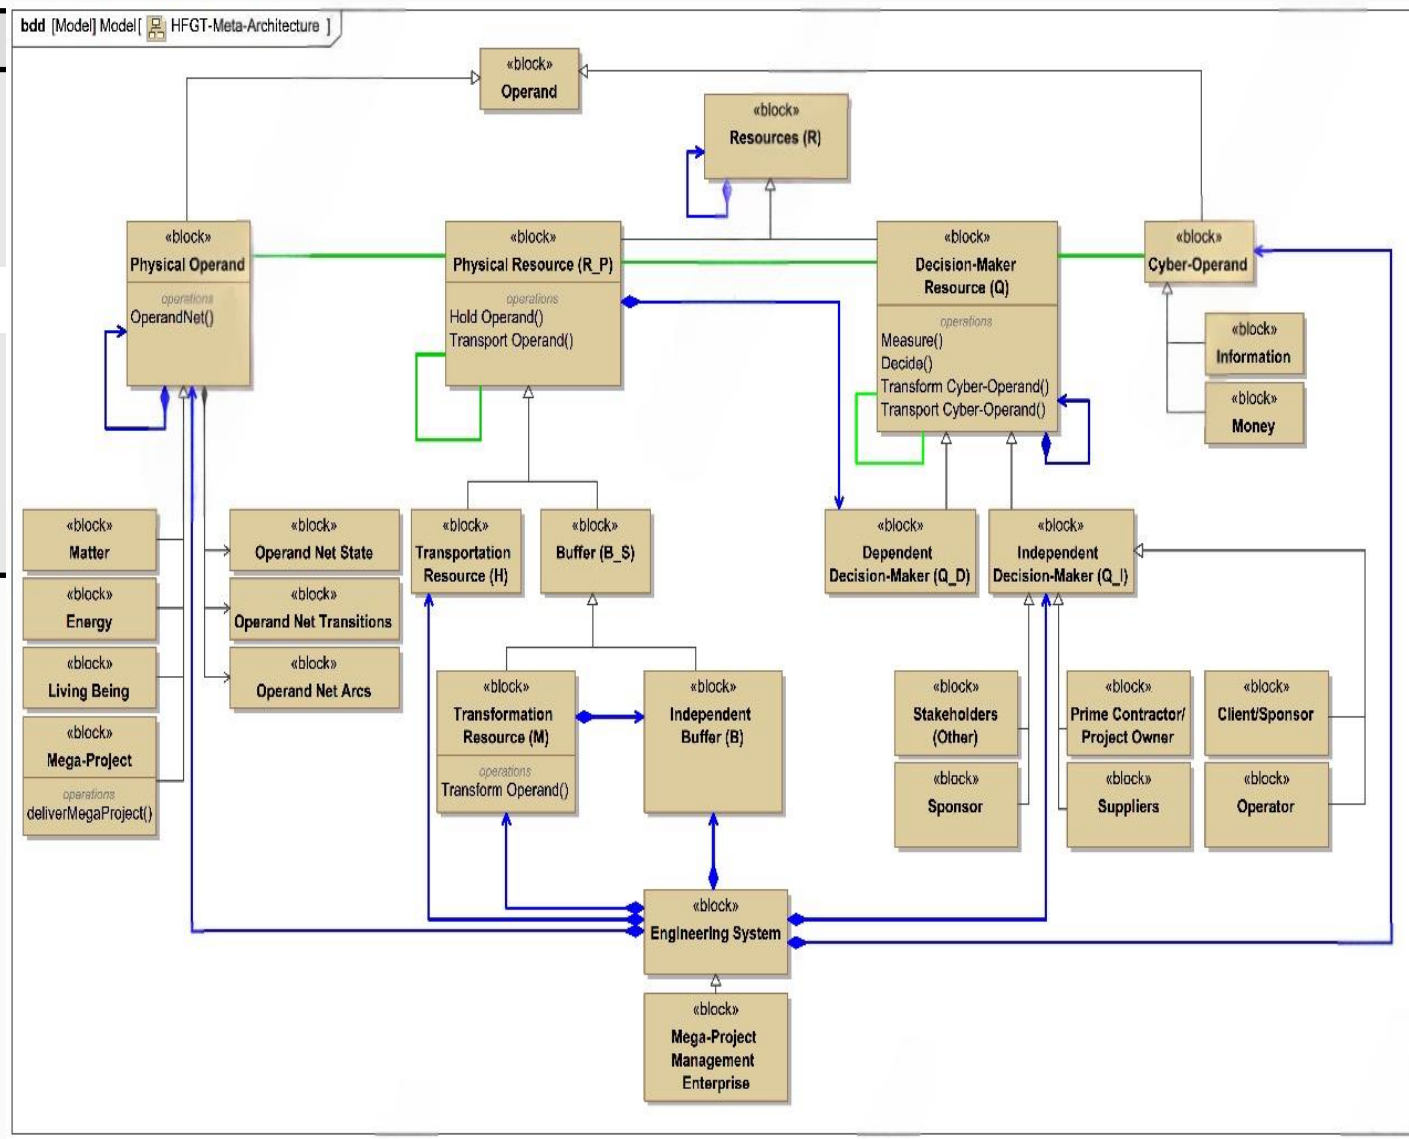 bdd [Model] Model[ HFGT-Meta-Architecture ]
«block»
Operand
«block»
Resources (R)
«block»
Physical Operand
operations
OperandNet()
«block»
Physical Resource (R_P)
operations
Hold Operand()
Transport Operand()
«block»
Decision-Maker
Resource (Q)
operations
Measure()
Decide()
Transform Cyber-Operand()
Transport Cyber-Operand()
«block»
Cyber-Operand
«block»
Information
«block»
Money
«block»
Matter
«block»
Energy
«block»
Living Being
«block»
Mega-Project
operations
deliverMegaProject()
«block»
Operand Net State
«block»
Operand Net Transitions
«block»
Operand Net Arcs
«block»
Transportation
Resource (H)
«block»
Buffer (B_S)
«block»
Dependent
Decision-Maker (Q_D)
«block»
Independent
Decision-Maker (Q_I)
«block»
Transformation
Resource (M)
operations
Transform Operand()
«block»
Independent
Buffer (B)
«block»
Stakeholders
(Other)
«block»
Prime Contractor/
Project Owner
«block»
Client/Sponsor
«block»
Sponsor
«block»
Suppliers
«block»
Operator
«block»
Engineering System
«block»
Mega-Project
Management
Enterprise